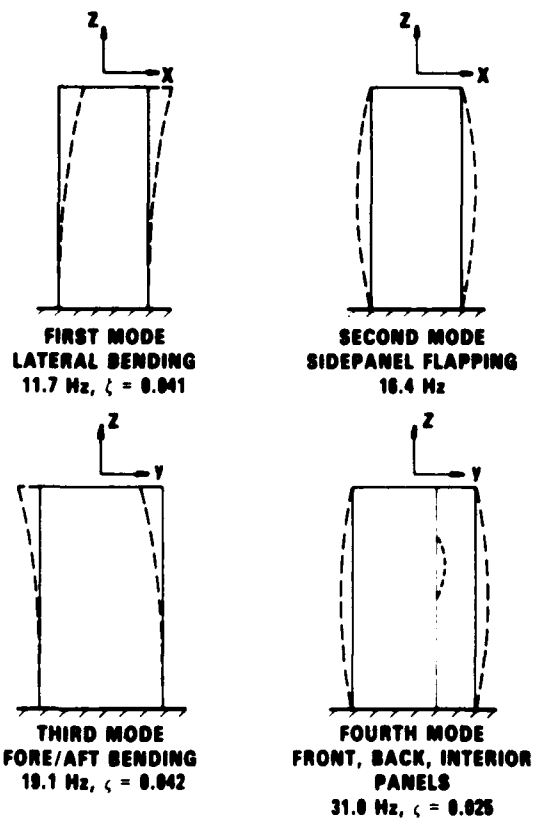 Z
X
Z
X
FIRST MODE
LATERAL BENDING
11.7 Hz, ζ = 0.041
SECOND MODE
SIDEPANEL FLAPPING
16.4 Hz
Z
Y
Z
Y
THIRD MODE
FORE/AFT BENDING
19.1 Hz, ζ = 0.042
FOURTH MODE
FRONT, BACK, INTERIOR
PANELS
31.0 Hz, ζ = 0.025